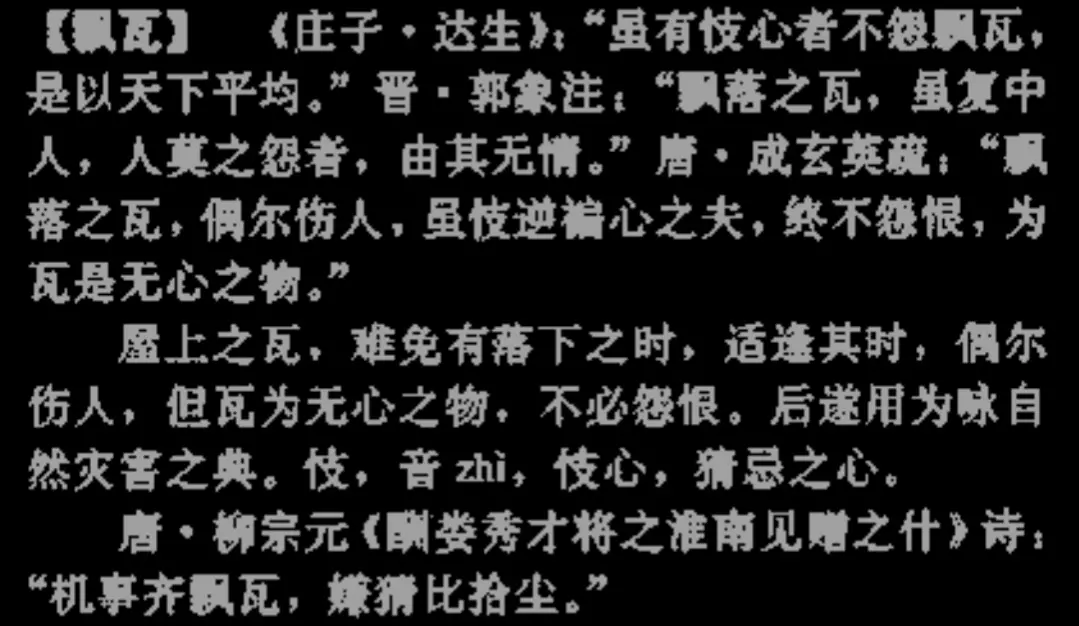 【飘瓦】 《庄子·达生》：“虽有忮心者不怨飘瓦，
是以天下平均。”晋·郭象注：“飘落之瓦，虽复中
人，人莫之怨者，由其无情。”唐·成玄英疏：“飘
落之瓦，偶尔伤人，虽忮逆褊心之夫，终不怨恨，为
瓦是无心之物。”
屋上之瓦，难免有落下之时，适逢其时，偶尔
伤人，但瓦为无心之物，不必怨恨。后遂用为咏自
然灾害之典。忮，音zhì，忮心，猜忌之心。
唐·柳宗元《酬娄秀才将之淮南见赠之什》诗：
“机事齐飘瓦，嫌猜比拾尘。”